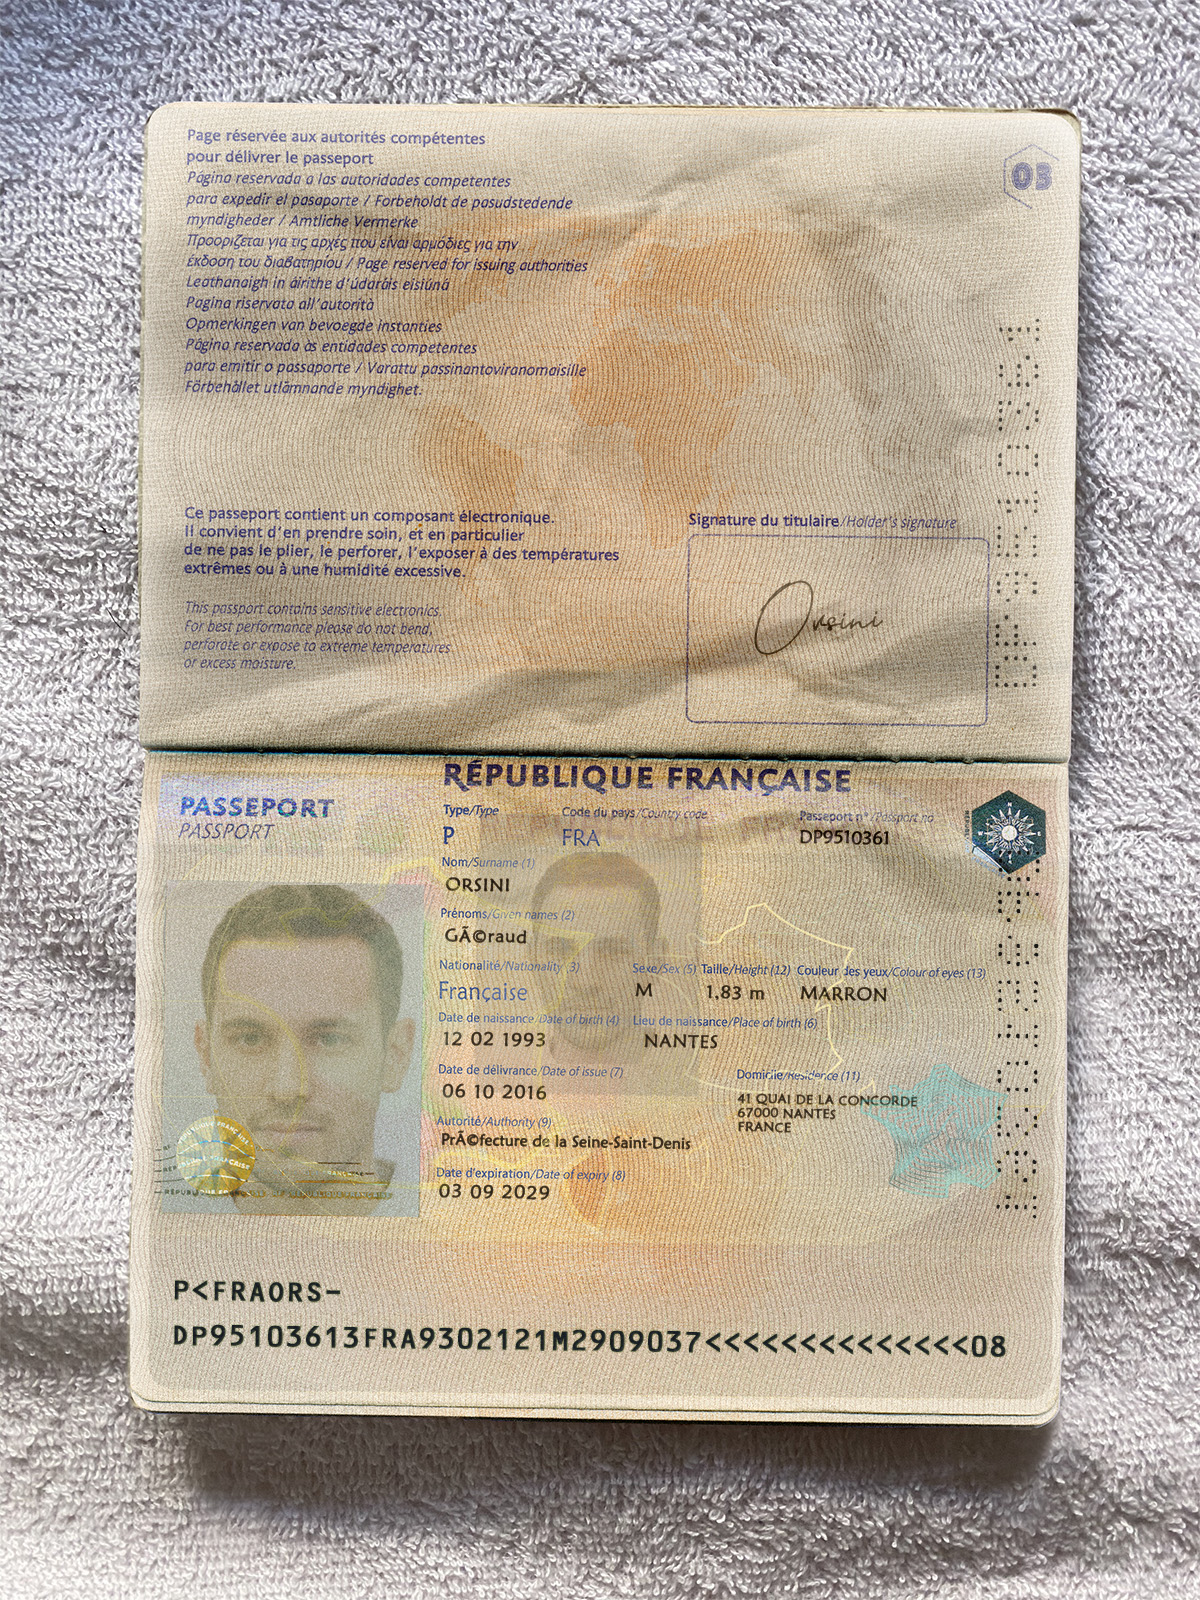 Page réservée aux autorités compétentes
pour délivrer le passeport
Pagina reservada a las autoridades competentes
para expedir el pasaporte / Forbeholdt de pasudstedende
myndigheder / Amtliche Vermerke
Προορίζεται για τις αρχές που είναι αρμόδιες για την
έκδοση του διαβατηρίου / Page reserved for issuing authorities
Leathanaigh in áirithe d'údaráis eisiúna
Pagina riservata all'autorità
Opmerkingen van bevoegde instanties
Página reservada às entidades competentes
para emitir o passaporte / Varattu passinantoviranomaisille
Förbehållet utlämnande myndighet.
03
Ce passeport contient un composant électronique.
Il convient d'en prendre soin, et en particulier
de ne pas le plier, le perforer, l'exposer à des températures
extrêmes ou à une humidité excessive.
This passport contains sensitive electronics.
For best performance please do not bend,
perforate or expose to extreme temperatures
or excess moisture.
Signature du titulaire/Holder's signature
Orsini
RÉPUBLIQUE FRANÇAISE
PASSEPORT
PASSPORT
Type/Type Code du pays/Country code Passeport n°/Passport no
P FRA DP9510361
Nom/Surname (1)
ORSINI
Prénoms/Given names (2)
GÃ©raud
Nationalité/Nationality (3) Sexe/Sex (5) Taille/Height (12) Couleur des yeux/Colour of eyes (13)
Française M 1,83 m MARRON
Date de naissance/Date of birth (4) Lieu de naissance/Place of birth (6)
12 02 1993 NANTES
Date de délivrance/Date of issue (7) Domicile/Residence (11)
06 10 2016 41 QUAI DE LA CONCORDE
67000 NANTES
FRANCE
Autorité/Authority (9)
PrÃ©fecture de la Seine-Saint-Denis
Date d'expiration/Date of expiry (8)
03 09 2029
P<FRAORS-
DP95103613FRA9302121M2909037<<<<<<<<<<<<<<08